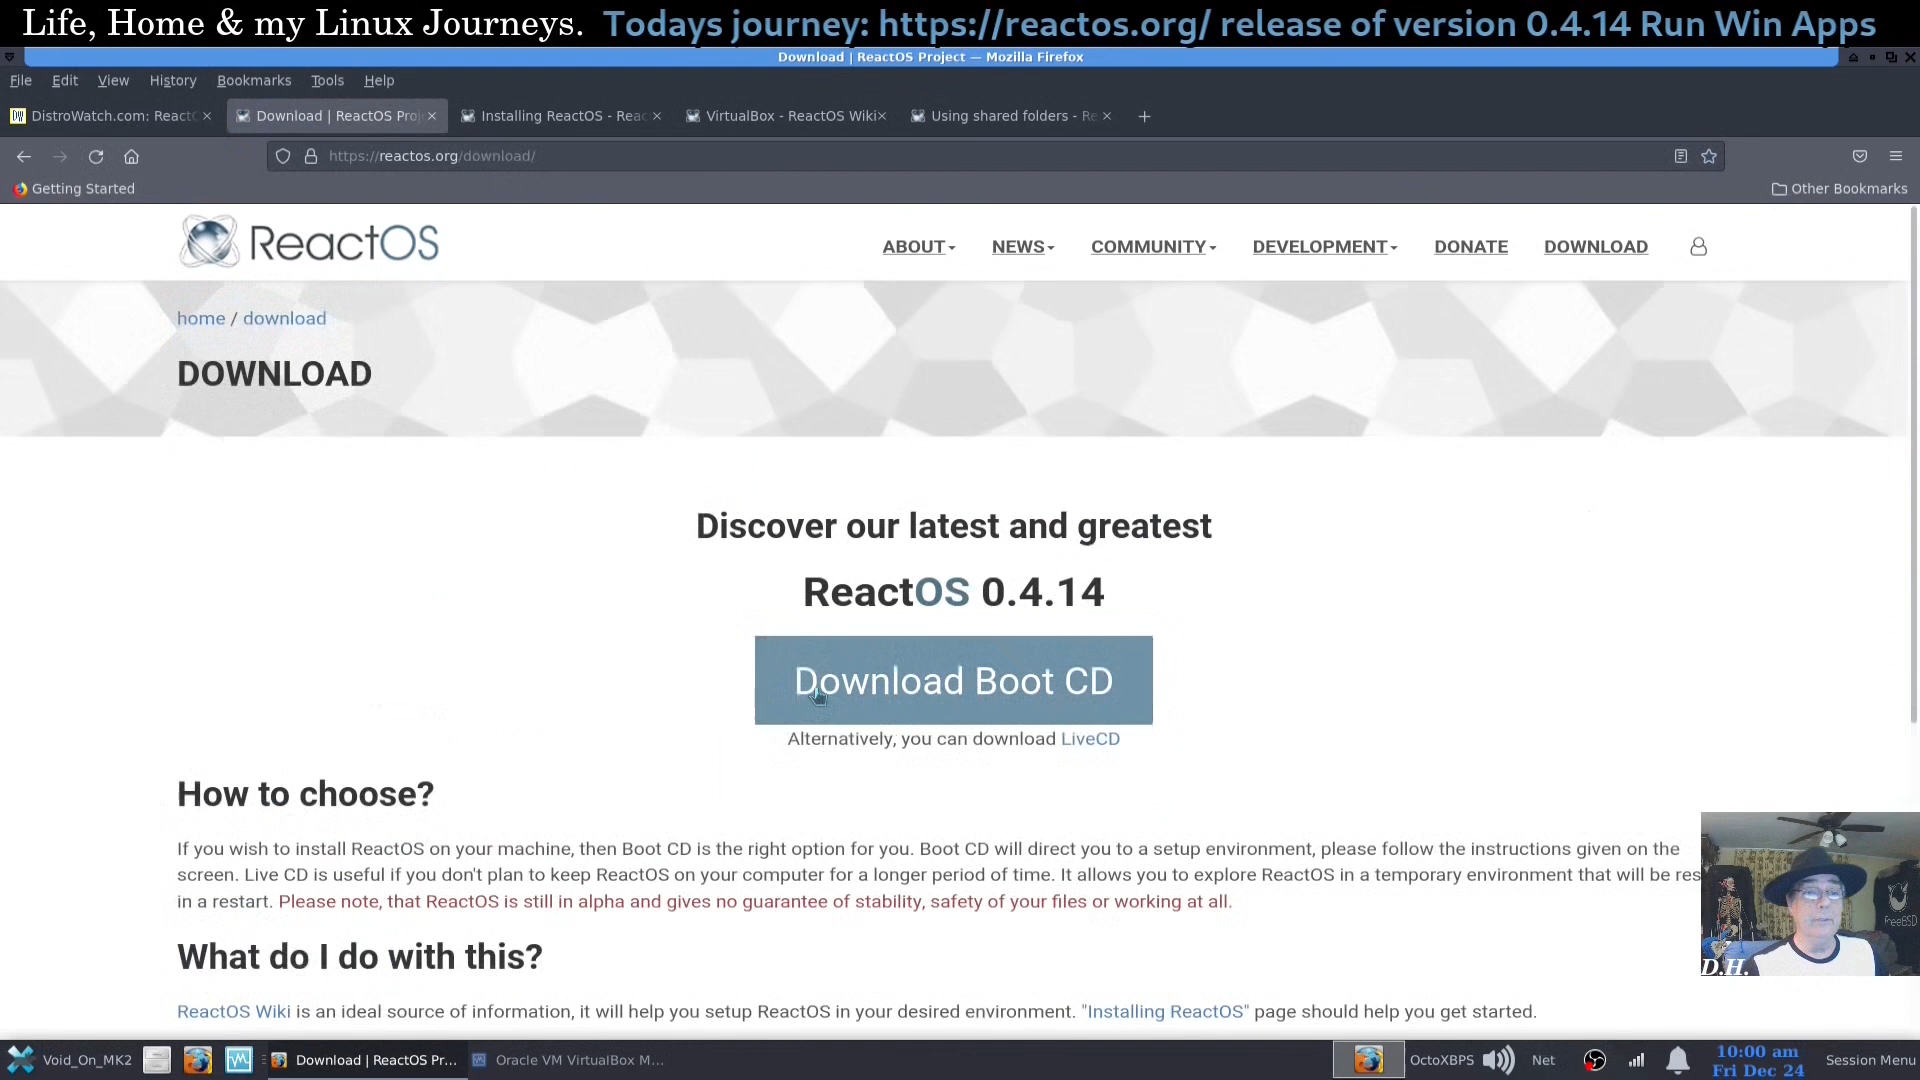 Life, Home & my Linux Journeys. Todays journey: https://reactos.org/ release of version 0.4.14 Run Win Apps
Download | ReactOS Project — Mozilla Firefox
File Edit View History Bookmarks Tools Help
DW DistroWatch.com: React
Download | ReactOS Proj
Installing ReactOS - Reac
VirtualBox - ReactOS Wiki
Using shared folders - Re
https://reactos.org/download/
Getting Started
Other Bookmarks
ReactOS
ABOUT NEWS COMMUNITY DEVELOPMENT DONATE DOWNLOAD
home / download
DOWNLOAD
Discover our latest and greatest
ReactOS 0.4.14
Download Boot CD
Alternatively, you can download LiveCD
How to choose?
If you wish to install ReactOS on your machine, then Boot CD is the right option for you. Boot CD will direct you to a setup environment, please follow the instructions given on the
screen. Live CD is useful if you don't plan to keep ReactOS on your computer for a longer period of time. It allows you to explore ReactOS in a temporary environment that will be res
in a restart. Please note, that ReactOS is still in alpha and gives no guarantee of stability, safety of your files or working at all.
freeBSD
D.H.
What do I do with this?
ReactOS Wiki is an ideal source of information, it will help you setup ReactOS in your desired environment. "Installing ReactOS" page should help you get started.
Void_On_MK2
Download | ReactOS Pr...
Oracle VM VirtualBox M...
OctoXBPS
Net
10:00 am
Fri Dec 24
Session Menu